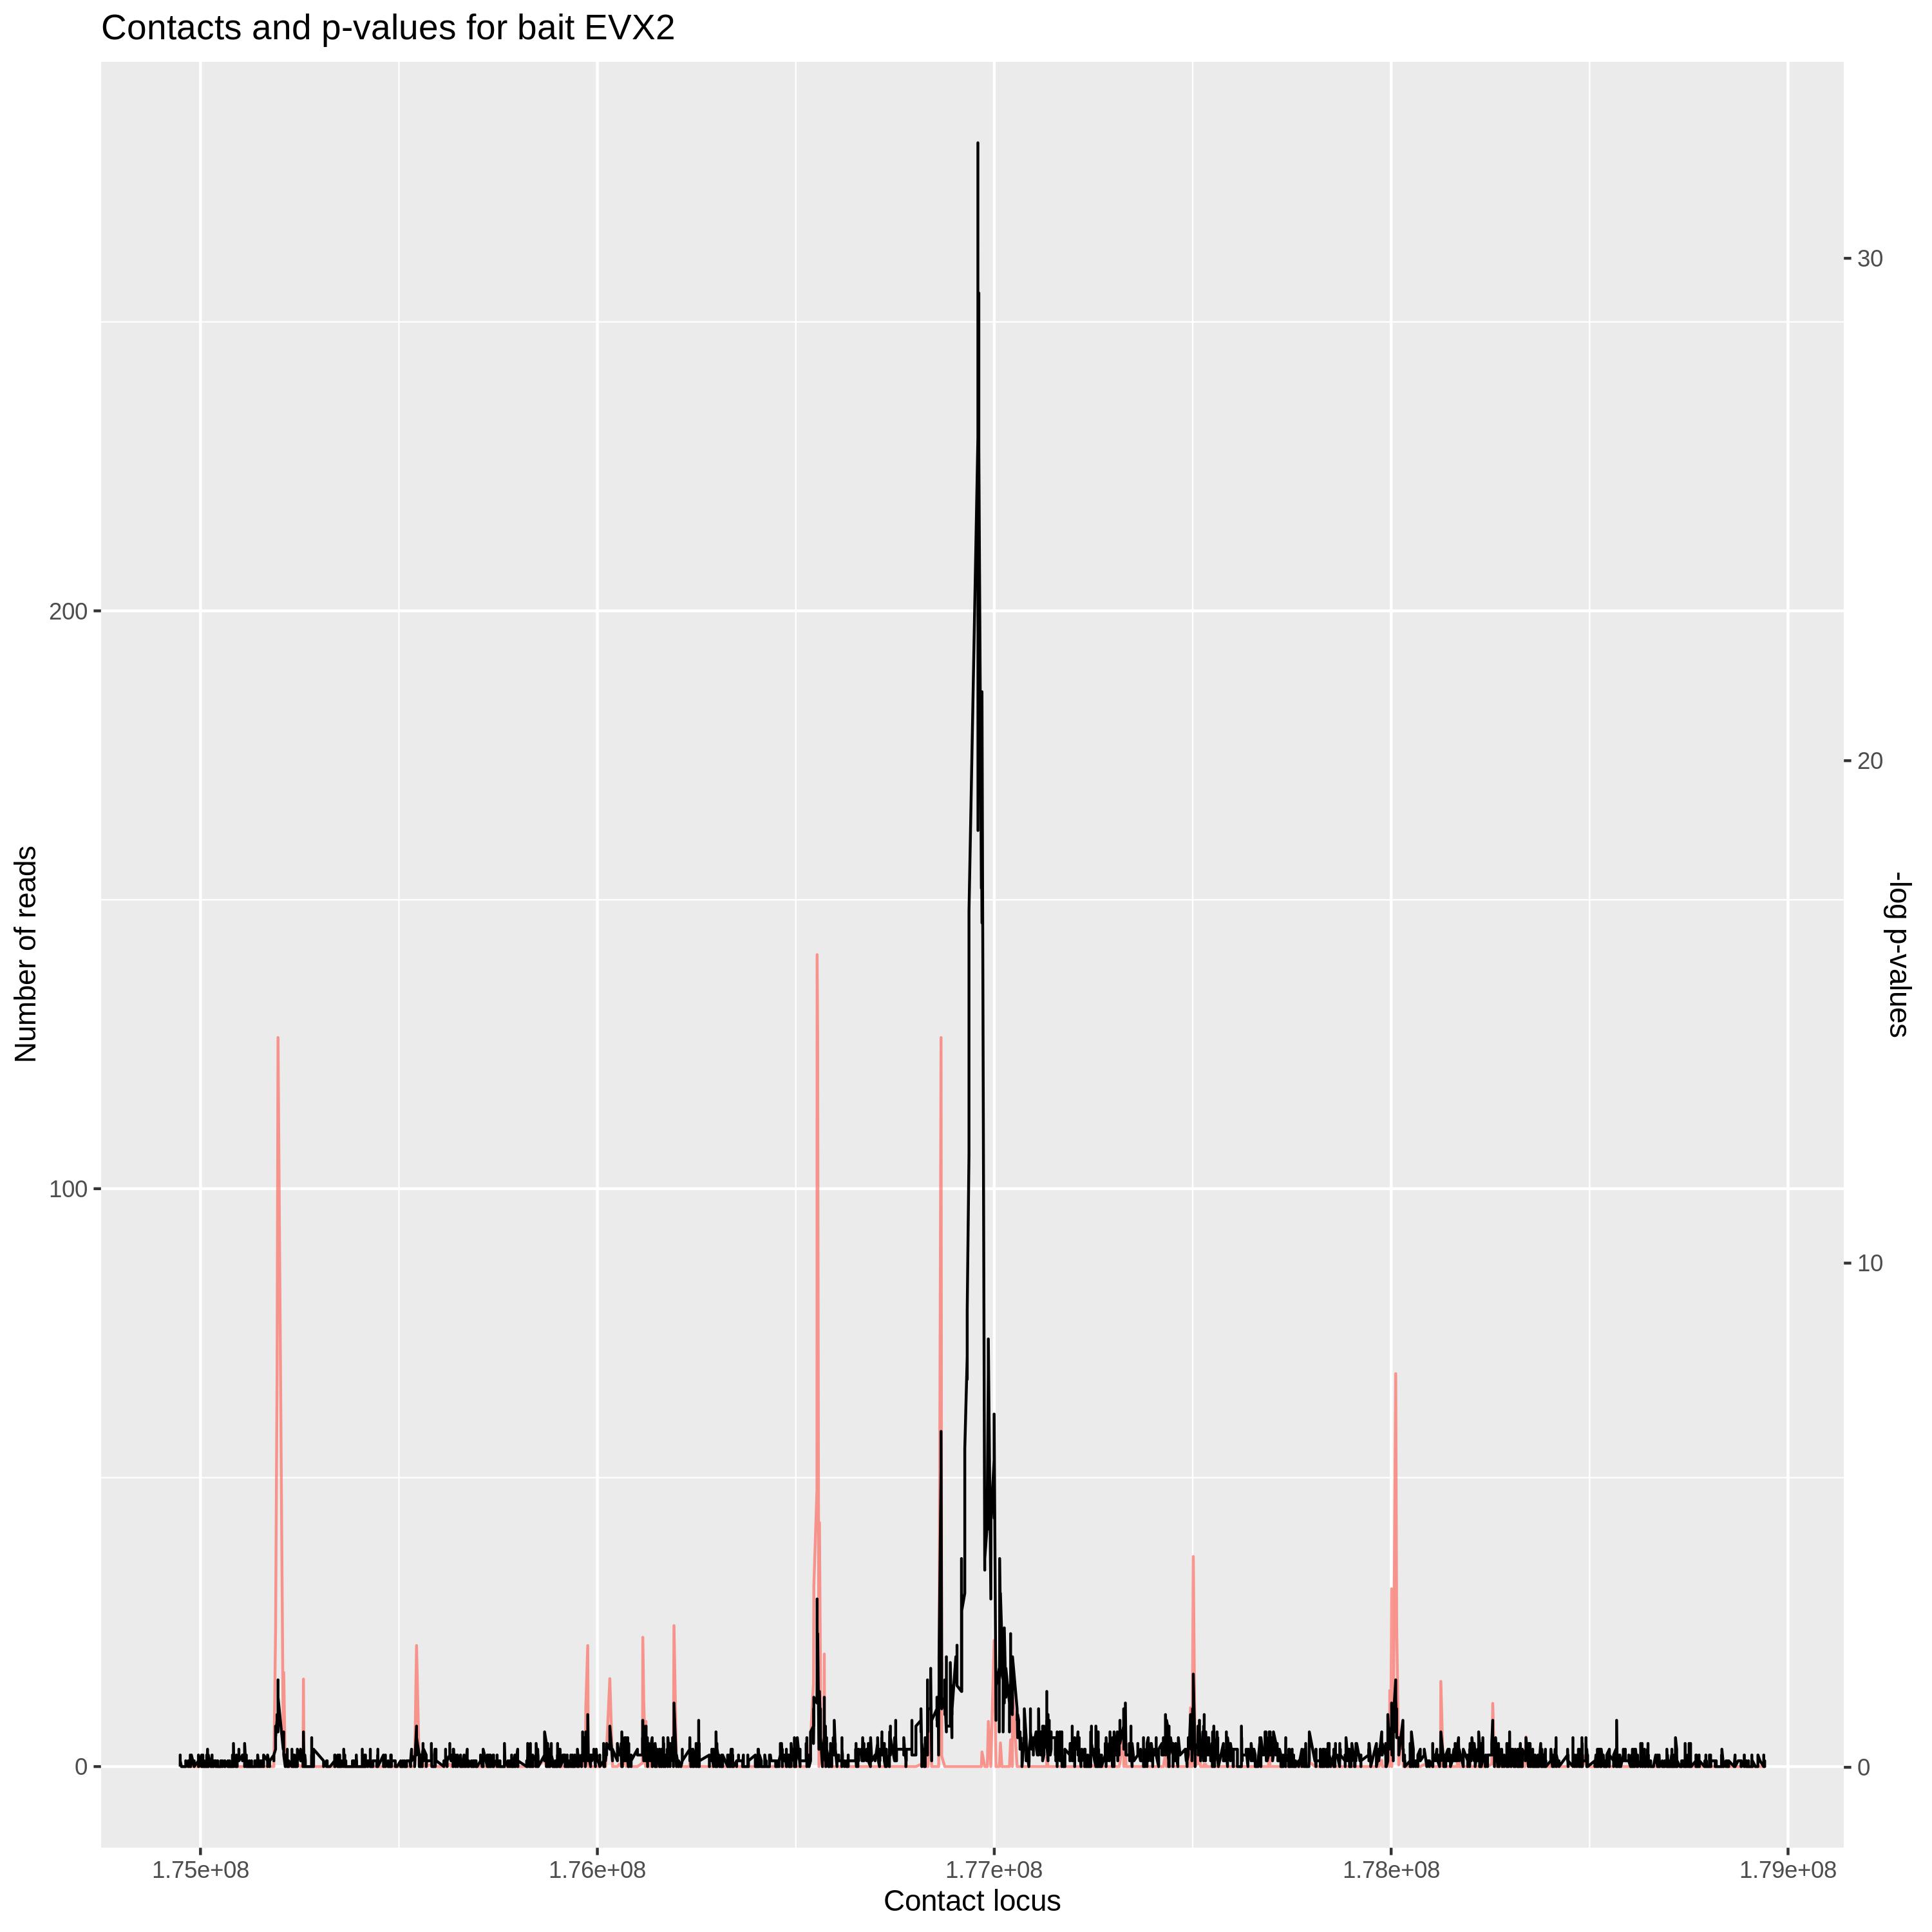 Contacts and p-values for bait EVX2
Number of reads
200
100
0
30
20
10
0
-log p-values
1.75e+08
1.76e+08
1.77e+08
1.78e+08
1.79e+08
Contact locus